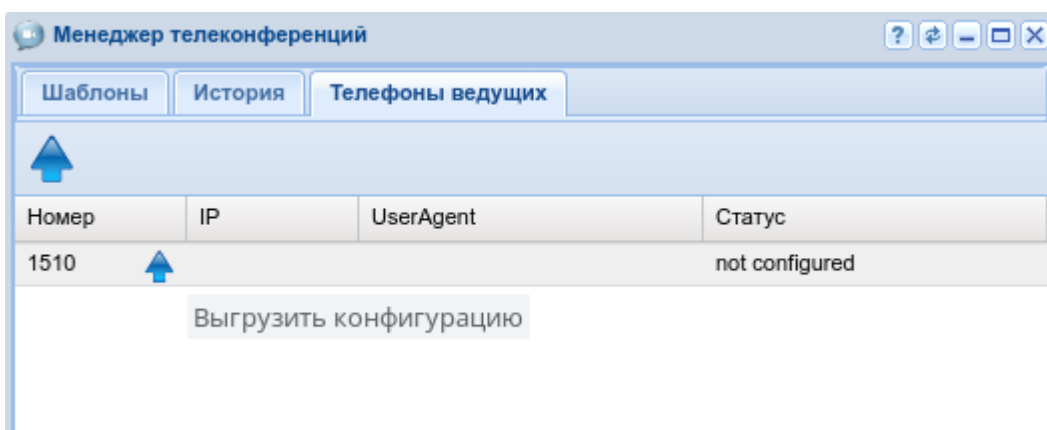 Менеджер телеконференций
Шаблоны История Телефоны ведущих
Номер IP UserAgent Статус
1510 not configured
Выгрузить конфигурацию